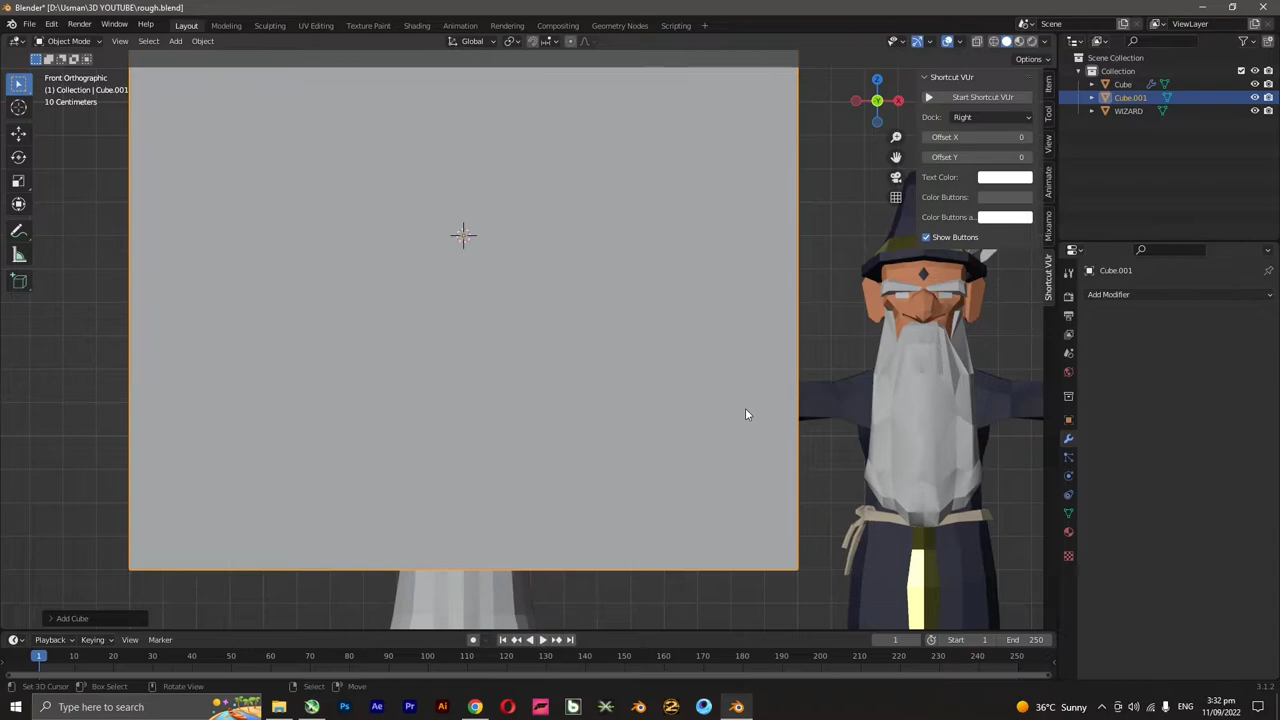 Blender* [D:\Usman\3D YOUTUBE\rough.blend]
File Edit Render Window Help Layout Modeling Sculpting UV Editing Texture Paint Shading Animation Rendering Compositing Geometry Nodes Scripting + Scene ViewLayer
Object Mode View Select Add Object Global
Options
Front Orthographic
(1) Collection | Cube.001
10 Centimeters
Z
X
Y
Shortcut VUr
Start Shortcut VUr
Dock: Right
Offset X 0
Offset Y 0
Text Color:
Color Buttons:
Color Buttons a...
Show Buttons
Item
Tool
View
Animate
Mixamo
Shortcut VUr
Scene Collection
Collection
Cube
Cube.001
WIZARD
Cube.001
Add Modifier
Add Cube
Playback Keying View Marker 1 Start 1 End 250
1 10 20 30 40 50 60 70 80 90 100 110 120 130 140 150 160 170 180 190 200 210 220 230 240 250
Set 3D Cursor Box Select Rotate View Select Move 3.1.2
Type here to search
Ps Ae Pr Ai b
36°C Sunny
3:32 pm
11/09/2022